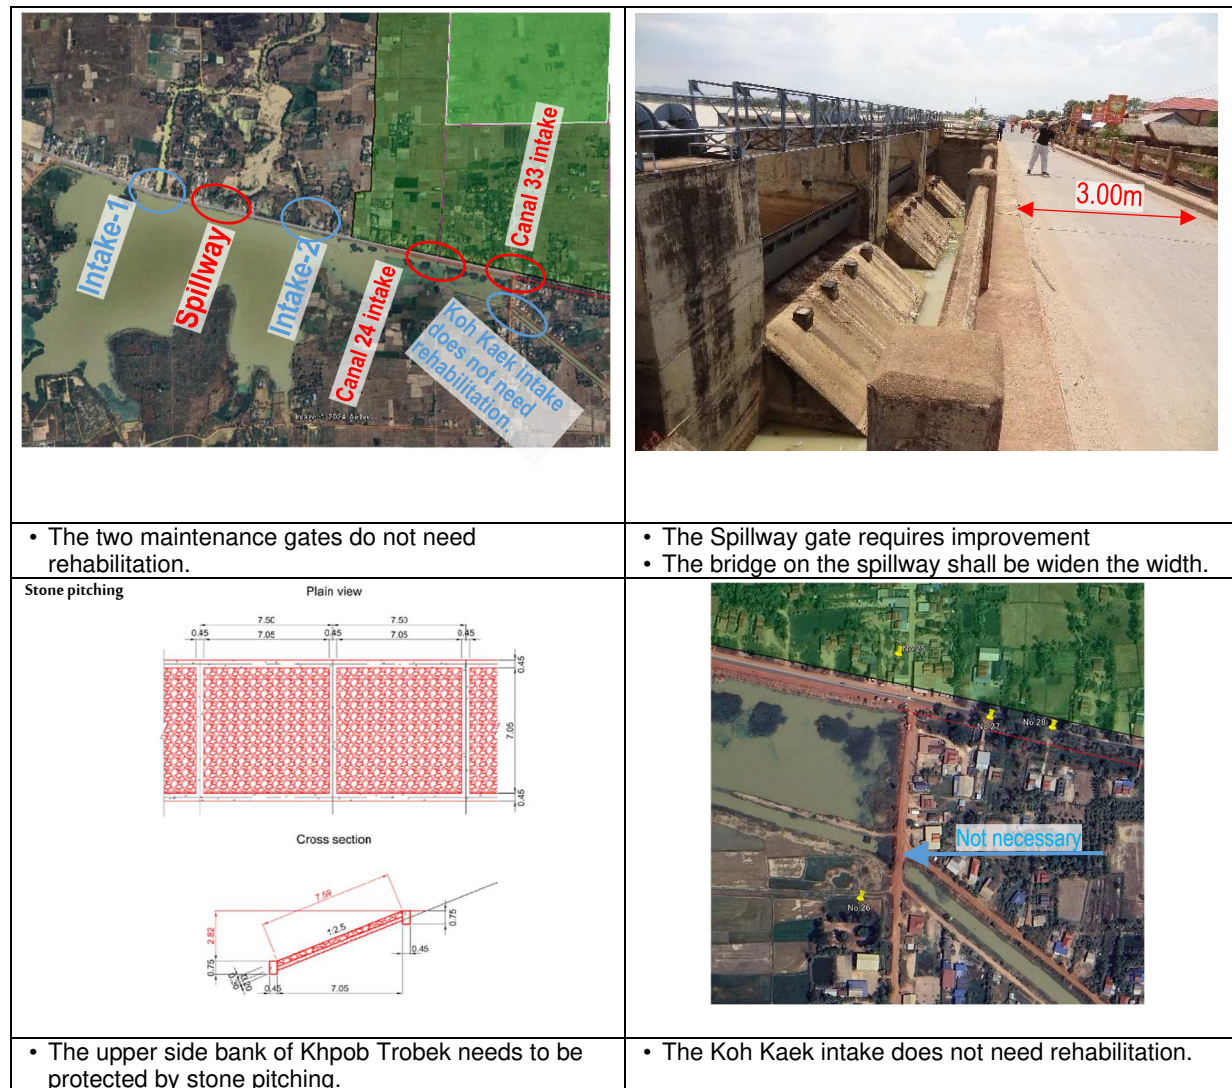 Intake-1
Spillway
Intake-2
Canal 24 intake
Canal 33 intake
Koh Kaek intake
does not need
rehabilitation.
3.00m
• The two maintenance gates do not need
rehabilitation.
• The Spillway gate requires improvement
• The bridge on the spillway shall be widen the width.
Stone pitching
Plain view
7.50 7.50
0.45 7.05 0.45 7.05 0.45
0.45
7.05
0.45
Cross section
7.59
1:2.5
2.82
0.75
0.75
0.45
0.20
0.30
0.45 7.05
No.25
No.27
No.28
Not necessary
No.26
• The upper side bank of Khpob Trobek needs to be
protected by stone pitching.
• The Koh Kaek intake does not need rehabilitation.